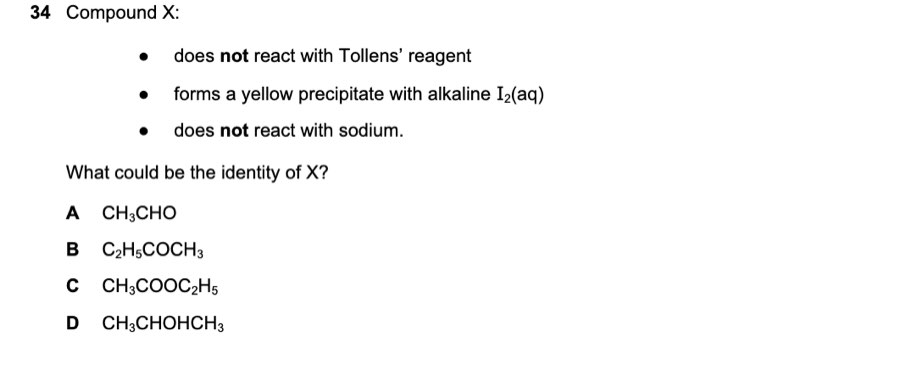 34 Compound X:
• does not react with Tollens’ reagent
• forms a yellow precipitate with alkaline I₂(aq)
• does not react with sodium.
What could be the identity of X?
A CH₃CHO
B C₂H₅COCH₃
C CH₃COOC₂H₅
D CH₃CHOHCH₃